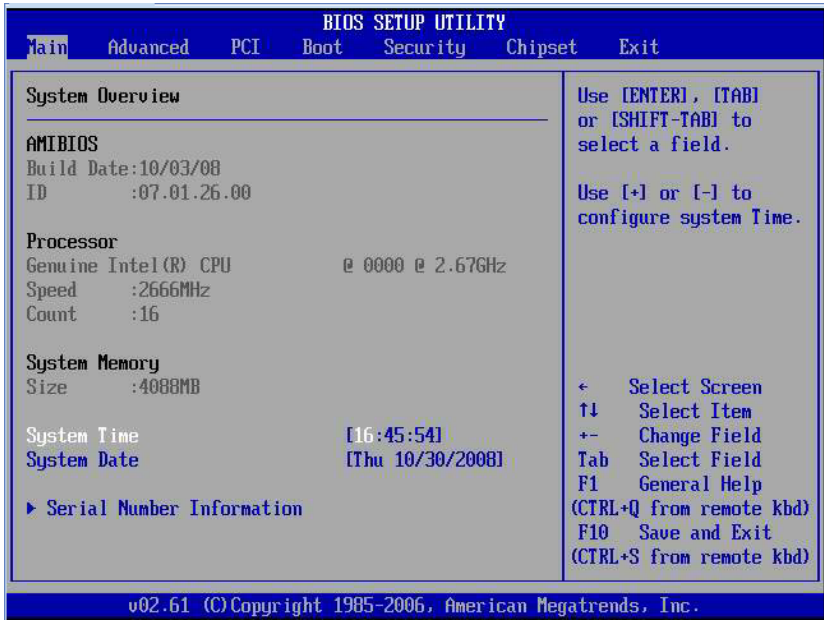 BIOS SETUP UTILITY
Main Advanced PCI Boot Security Chipset Exit
System Overview
AMIBIOS
Build Date:10/03/08
ID :07.01.26.00
Processor
Genuine Intel(R) CPU @ 0000 @ 2.67GHz
Speed :2666MHz
Count :16
System Memory
Size :4088MB
System Time [16:45:54]
System Date [Thu 10/30/2008]
▶ Serial Number Information
Use [ENTER], [TAB]
or [SHIFT-TAB] to
select a field.
Use [+] or [-] to
configure system Time.
← Select Screen
↑↓ Select Item
+- Change Field
Tab Select Field
F1 General Help
(CTRL+Q from remote kbd)
F10 Save and Exit
(CTRL+S from remote kbd)
v02.61 (C)Copyright 1985-2006, American Megatrends, Inc.